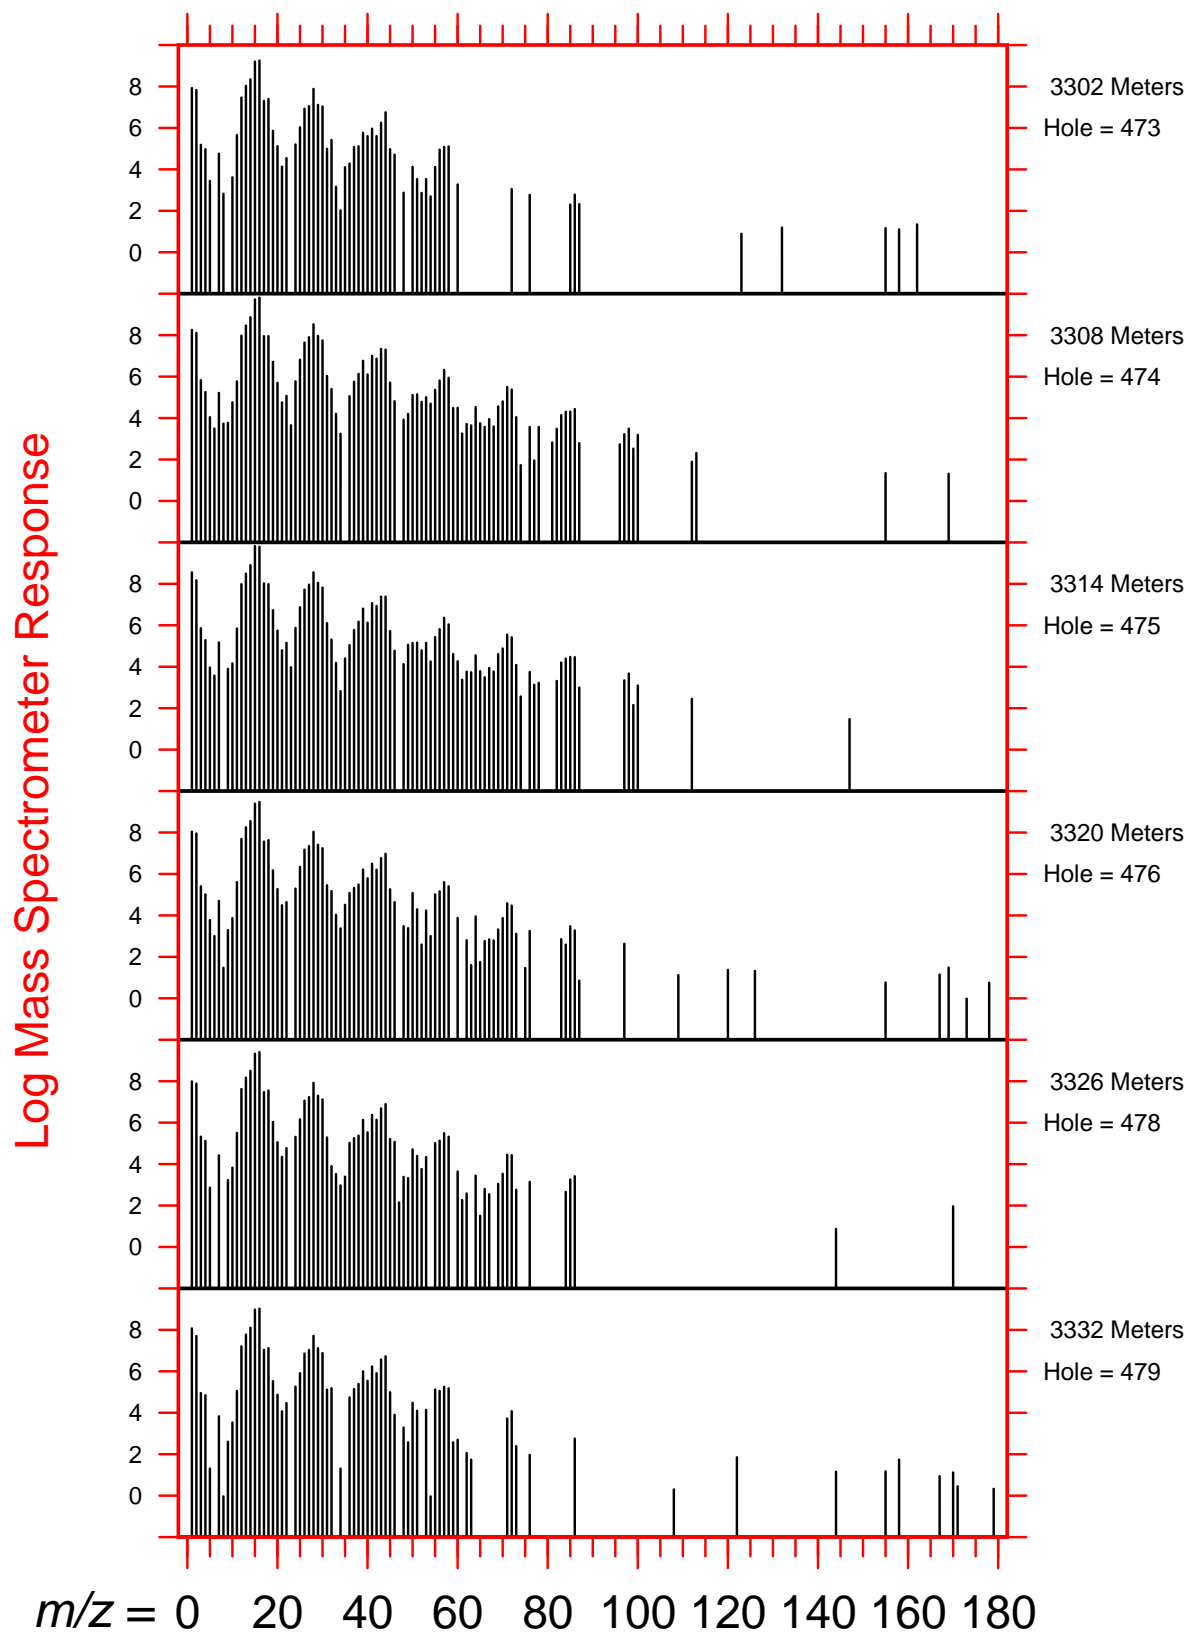 8
6
4
2
0
3302 Meters
Hole = 473
8
6
4
2
0
3308 Meters
Hole = 474
8
6
4
2
0
3314 Meters
Hole = 475
8
6
4
2
0
3320 Meters
Hole = 476
8
6
4
2
0
3326 Meters
Hole = 478
8
6
4
2
0
3332 Meters
Hole = 479
Log Mass Spectrometer Response
m/z = 0 20 40 60 80 100 120 140 160 180